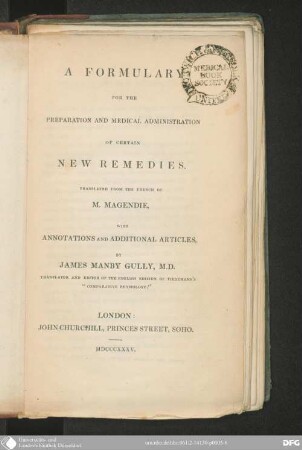 A FORMULARY
FOR THE
PREPARATION AND MEDICAL ADMINISTRATION
OF CERTAIN
NEW REMEDIES.
TRANSLATED FROM THE FRENCH OF
M. MAGENDIE,
WITH
ANNOTATIONS AND ADDITIONAL ARTICLES,
BY
JAMES MANBY GULLY, M.D.
TRANSLATOR AND EDITOR OF THE ENGLISH EDITION OF TIEDEMANN'S
"COMPARATIVE PHYSIOLOGY."
LONDON:
JOHN CHURCHILL, PRINCES STREET, SOHO.
MDCCCXXXV.
MEDICAL
BOOK
SOCIETY
DFG